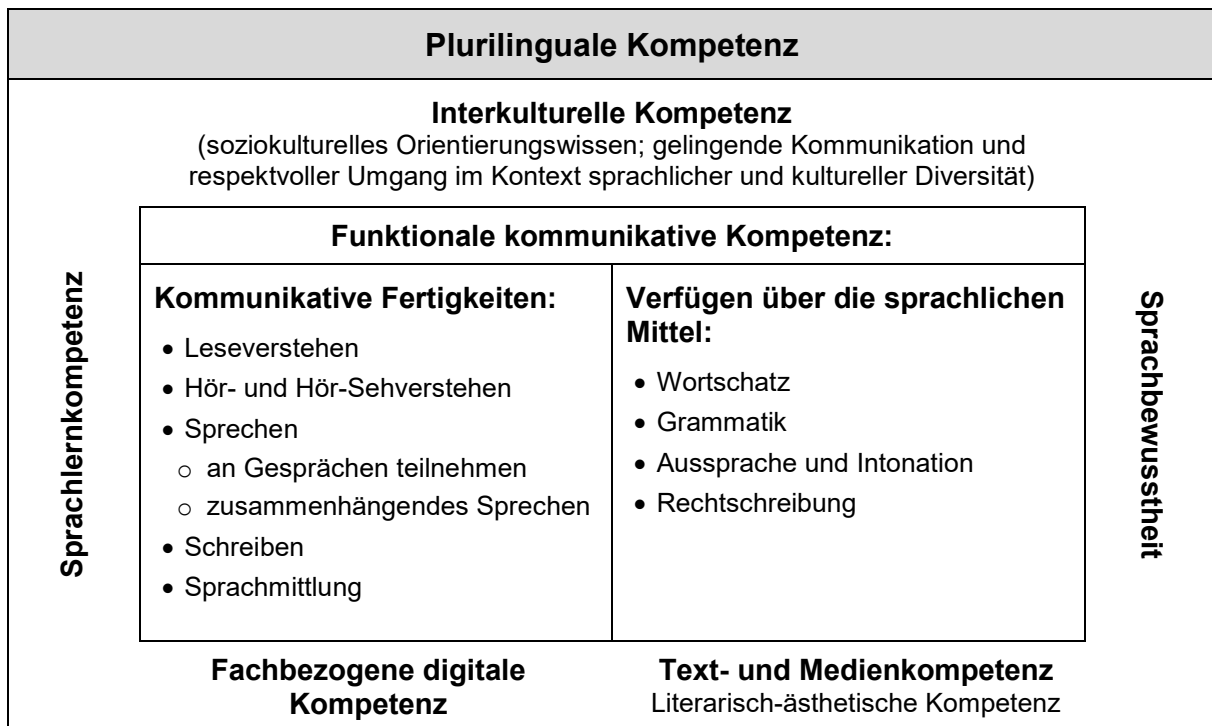 Plurilinguale Kompetenz
Interkulturelle Kompetenz
(soziokulturelles Orientierungswissen; gelingende Kommunikation und
respektvoller Umgang im Kontext sprachlicher und kultureller Diversität)
Sprachlernkompetenz
Funktionale kommunikative Kompetenz:
Kommunikative Fertigkeiten:
• Leseverstehen
• Hör- und Hör-Sehverstehen
• Sprechen
o an Gesprächen teilnehmen
o zusammenhängendes Sprechen
• Schreiben
• Sprachmittlung
Verfügen über die sprachlichen
Mittel:
• Wortschatz
• Grammatik
• Aussprache und Intonation
• Rechtschreibung
Sprachbewusstheit
Fachbezogene digitale
Kompetenz
Text- und Medienkompetenz
Literarisch-ästhetische Kompetenz